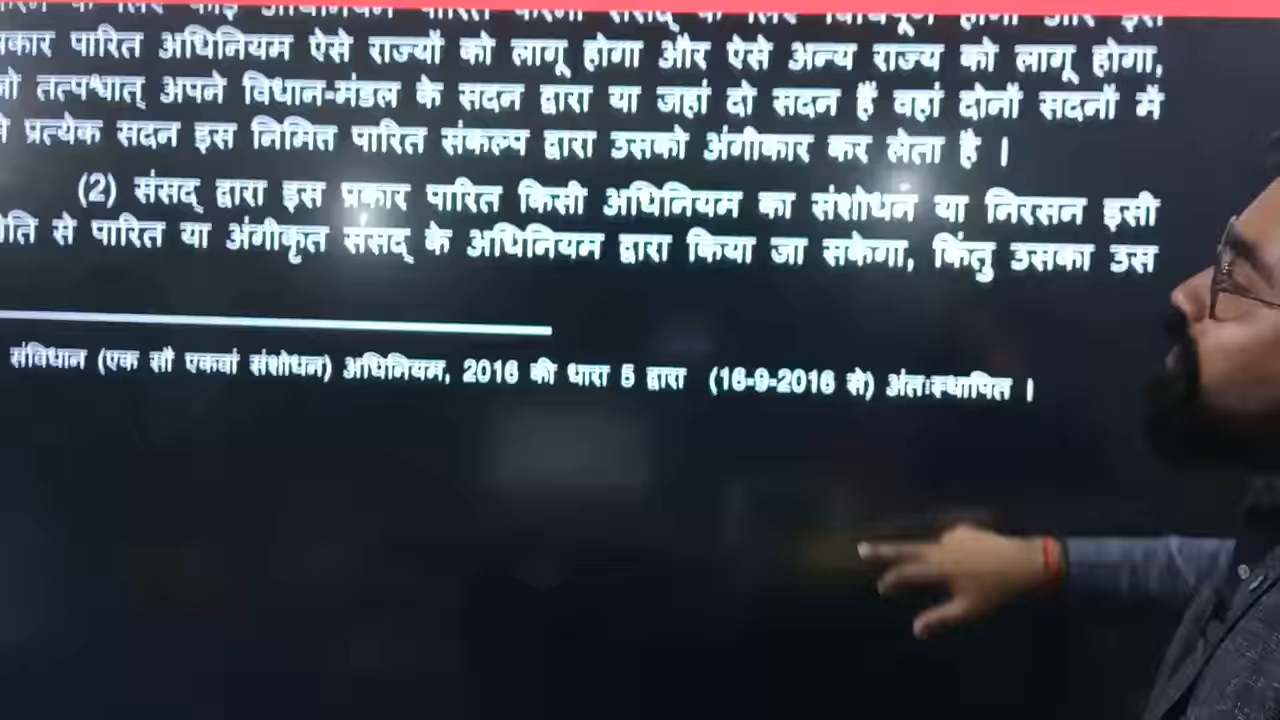 पारित अधिनियम ऐसे राज्यों को लागू होगा और ऐसे अन्य राज्य को लागू होगा,
तत्पश्चात् अपने विधान-मंडल के सदन द्वारा या जहां दो सदन हैं वहां दोनों सदनों में
प्रत्येक सदन इस निमित्त पारित संकल्प द्वारा उसको अंगीकार कर लेता है ।
(2) संसद् द्वारा इस प्रकार पारित किसी अधिनियम का संशोधन या निरसन इसी
से पारित या अंगीकृत संसद् के अधिनियम द्वारा किया जा सकेगा, किंतु उसका उस
संविधान (एक सौ एकवां संशोधन) अधिनियम, 2016 की धारा 5 द्वारा (16-9-2016 से) अंतःस्थापित ।